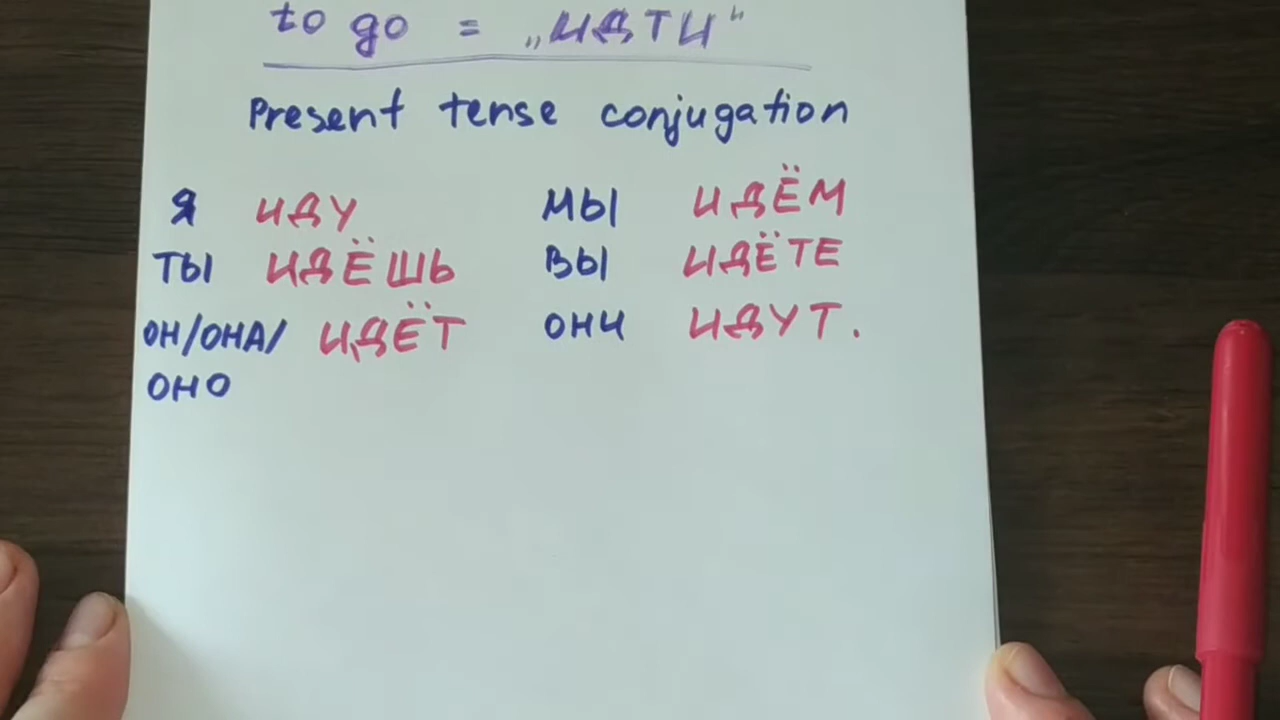 to go = „ИДТИ"
Present tense conjugation
Я ИДУ МЫ ИДЁМ
ТЫ ИДЁШЬ ВЫ ИДЁТЕ
ОН/ОНА/ ИДЁТ ОНИ ИДУТ.
ОНО